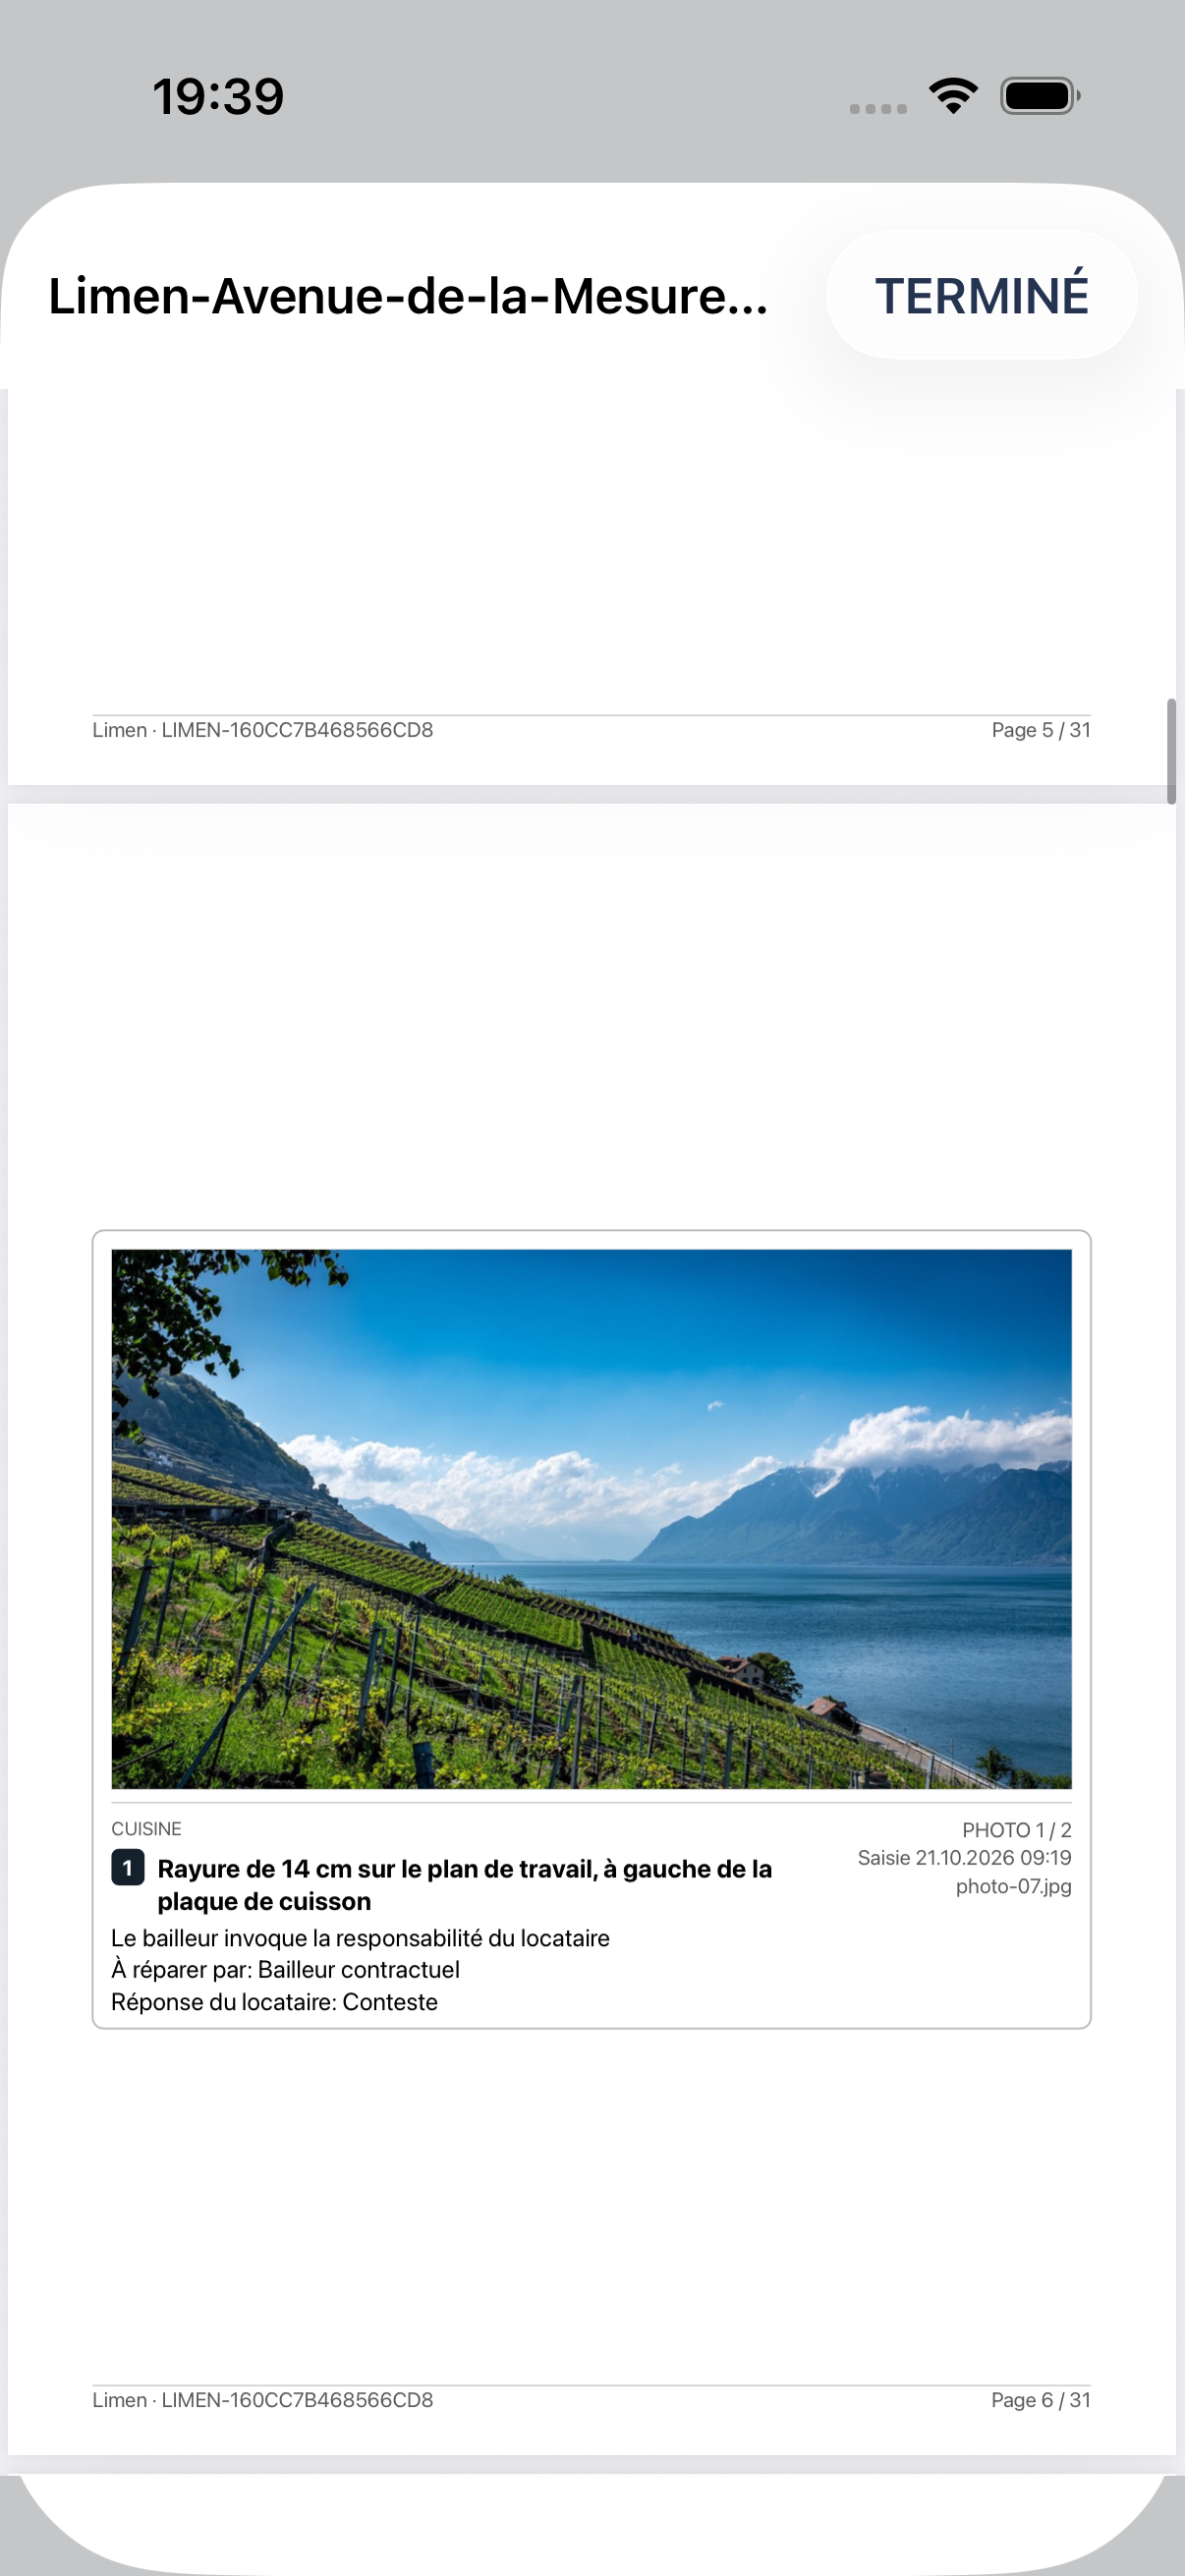 19:39
Limen-Avenue-de-la-Mesure...
TERMINÉ
Limen · LIMEN-160CC7B468566CD8
Page 5 / 31
CUISINE
PHOTO 1 / 2
1
Rayure de 14 cm sur le plan de travail, à gauche de la
plaque de cuisson
Saisie 21.10.2026 09:19
photo-07.jpg
Le bailleur invoque la responsabilité du locataire
À réparer par: Bailleur contractuel
Réponse du locataire: Conteste
Limen · LIMEN-160CC7B468566CD8
Page 6 / 31